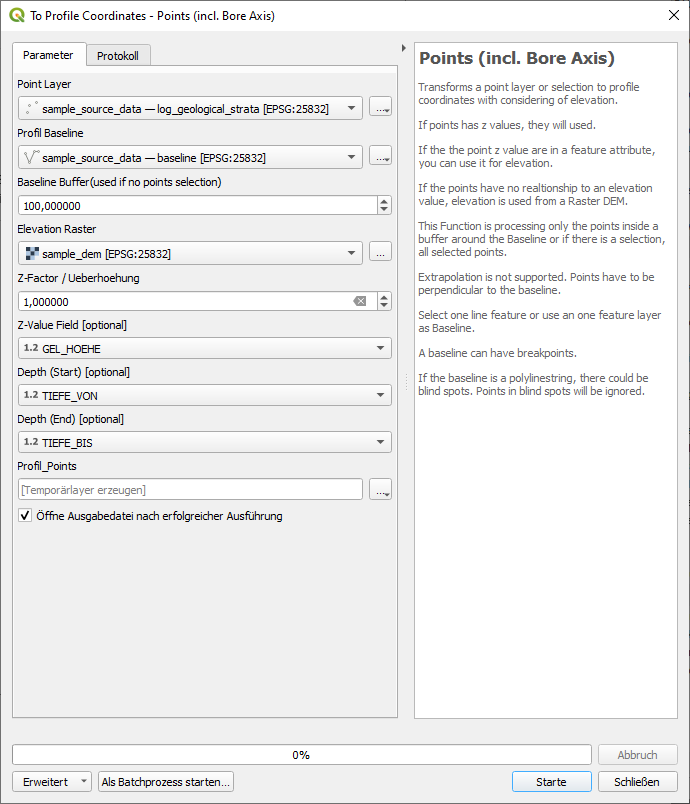 To Profile Coordinates - Points (incl. Bore Axis)
Parameter
Protokoll
Point Layer
sample_source_data — log_geological_strata [EPSG:25832]
...
Profil Baseline
sample_source_data — baseline [EPSG:25832]
...
Baseline Buffer(used if no points selection)
100,000000
Elevation Raster
sample_dem [EPSG:25832]
...
Z-Factor / Ueberhoehung
1,000000
Z-Value Field [optional]
1.2 GEL_HOEHE
Depth (Start) [optional]
1.2 TIEFE_VON
Depth (End) [optional]
1.2 TIEFE_BIS
Profil_Points
[Temporärlayer erzeugen]
...
Öffne Ausgabedatei nach erfolgreicher Ausführung
Points (incl. Bore Axis)
Transforms a point layer or selection to profile
coordinates with considering of elevation.
If points has z values, they will used.
If the the point z value are in a feature attribute,
you can use it for elevation.
If the points have no realtionship to an elevation
value, elevation is used from a Raster DEM.
This Function is processing only the points inside a
buffer around the Baseline or if there is a selection,
all selected points.
Extrapolation is not supported. Points have to be
perpendicular to the baseline.
Select one line feature or use an one feature layer
as Baseline.
A baseline can have breakpoints.
If the baseline is a polylinestring, there could be
blind spots. Points in blind spots will be ignored.
0%
Abbruch
Erweitert
Als Batchprozess starten...
Starte
Schließen